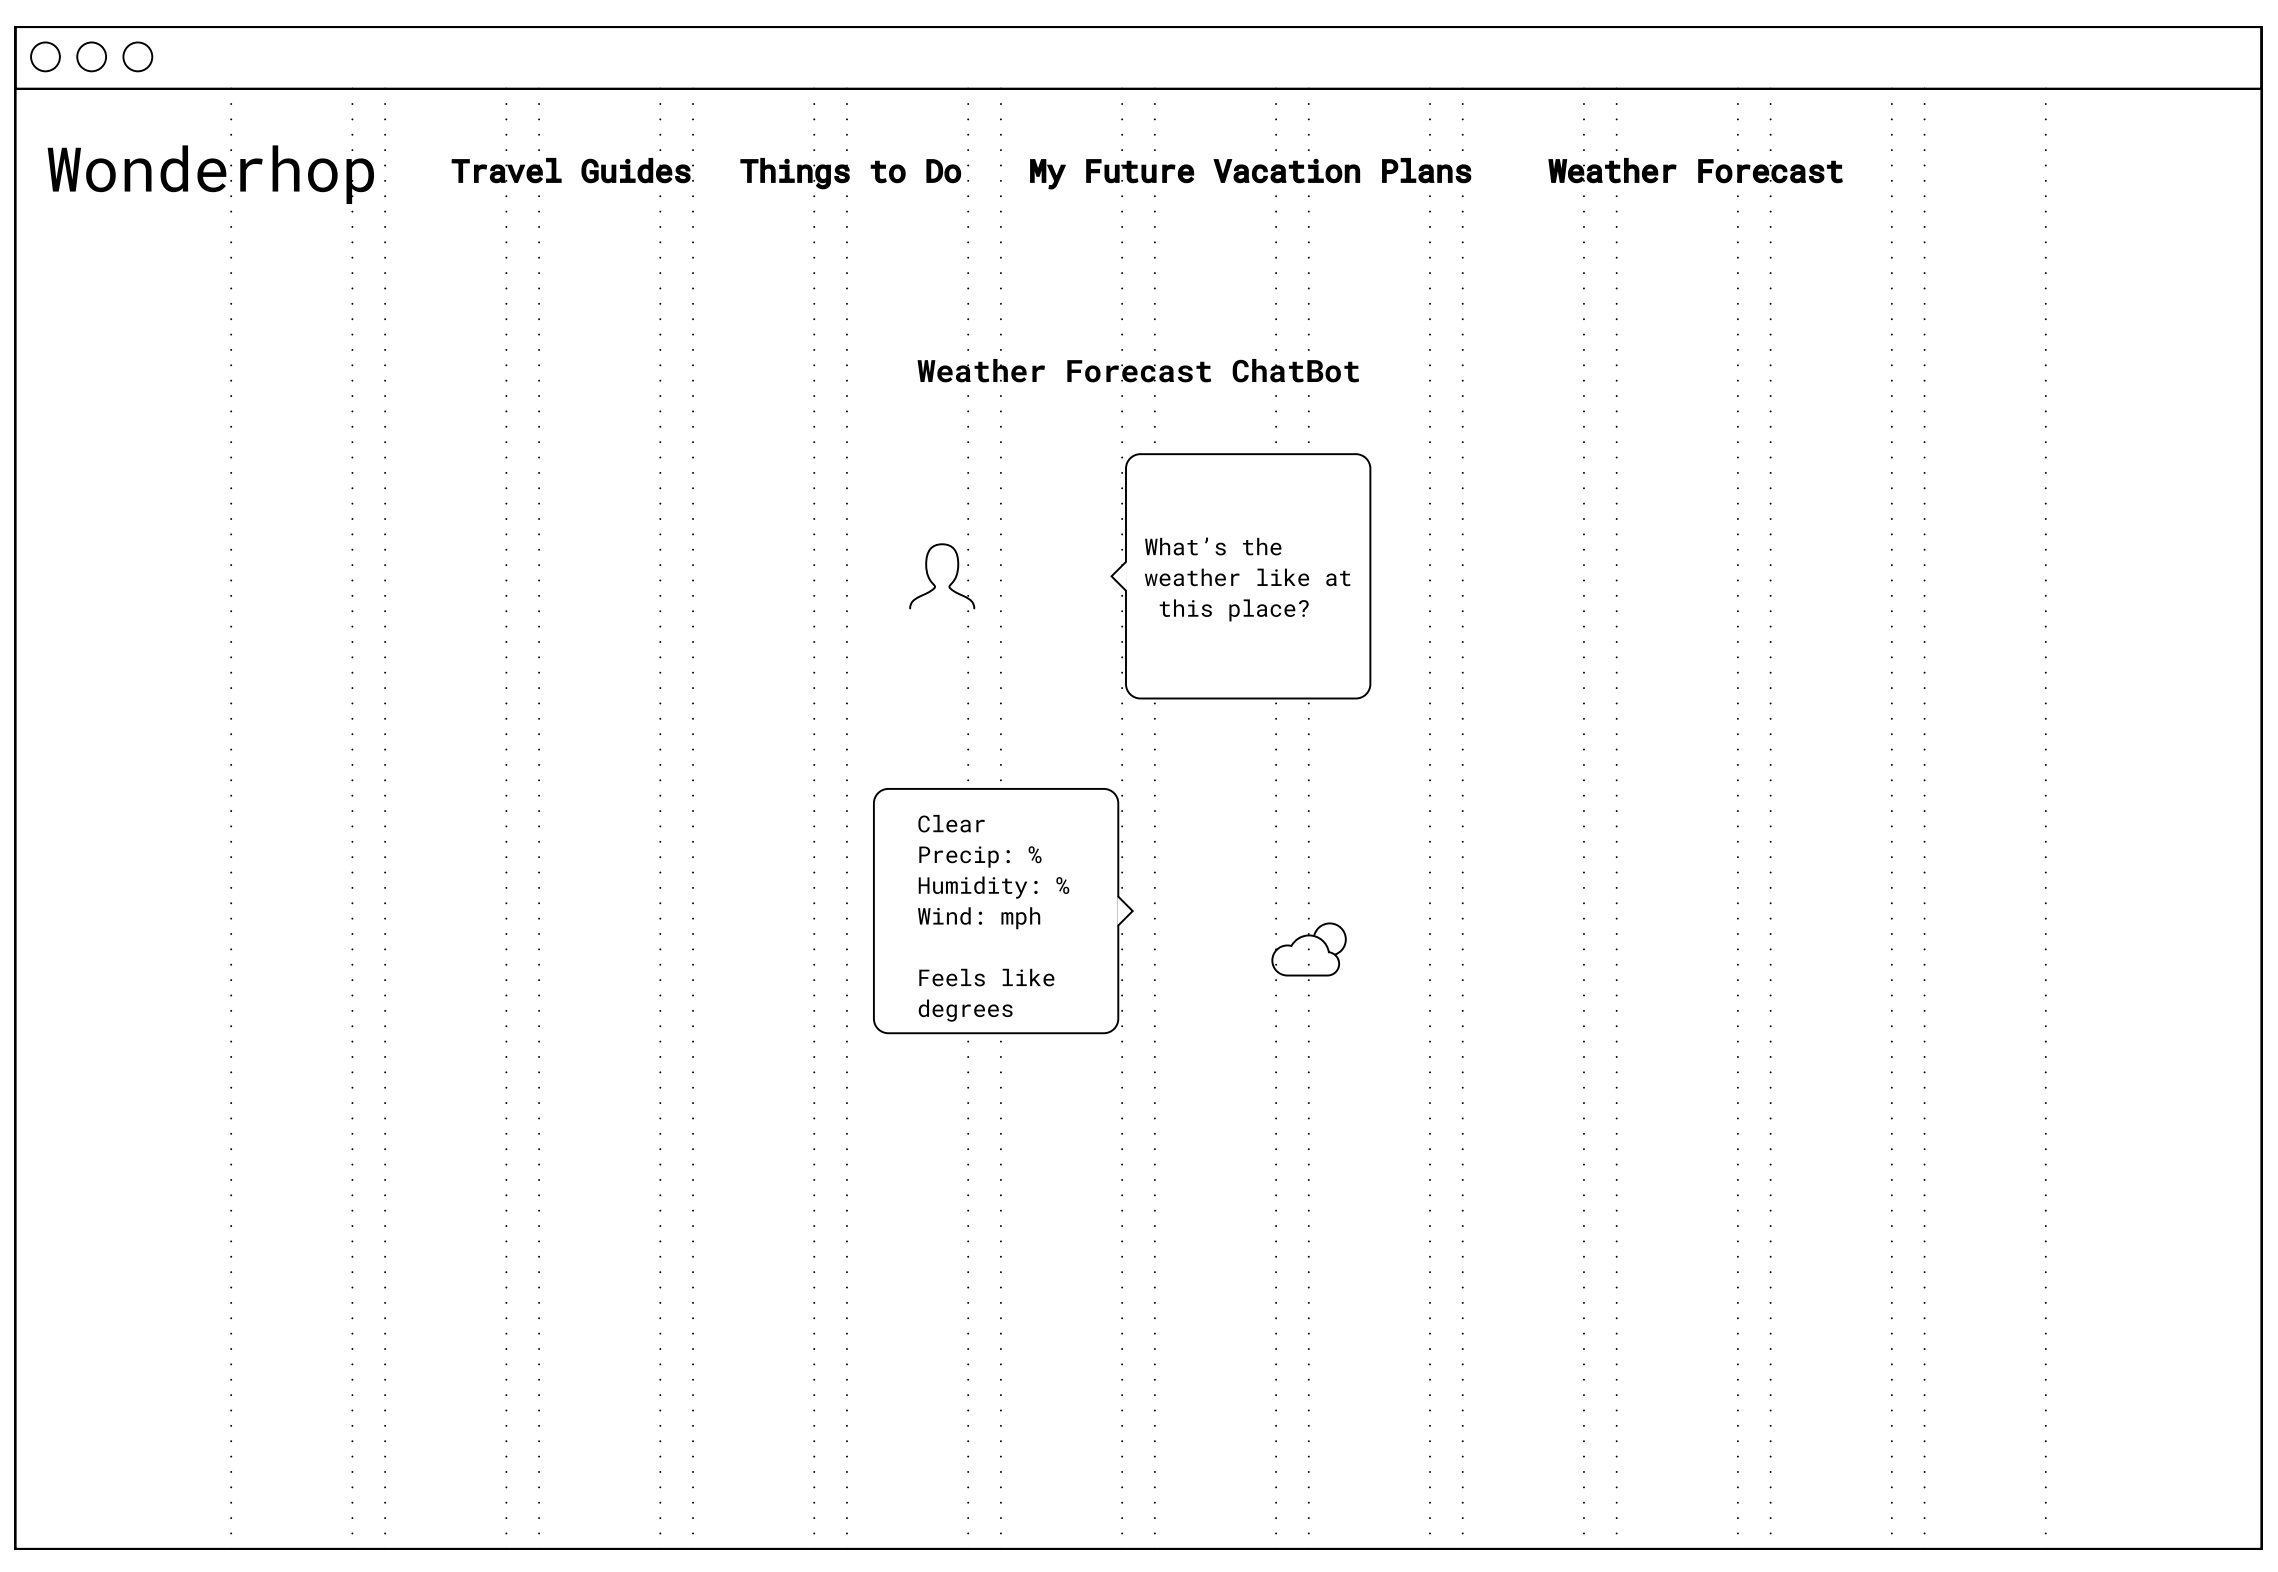 Wonderhop Travel Guides Things to Do My Future Vacation Plans Weather Forecast
Weather Forecast ChatBot
What’s the
weather like at
this place?
Clear
Precip: %
Humidity: %
Wind: mph
Feels like
degrees